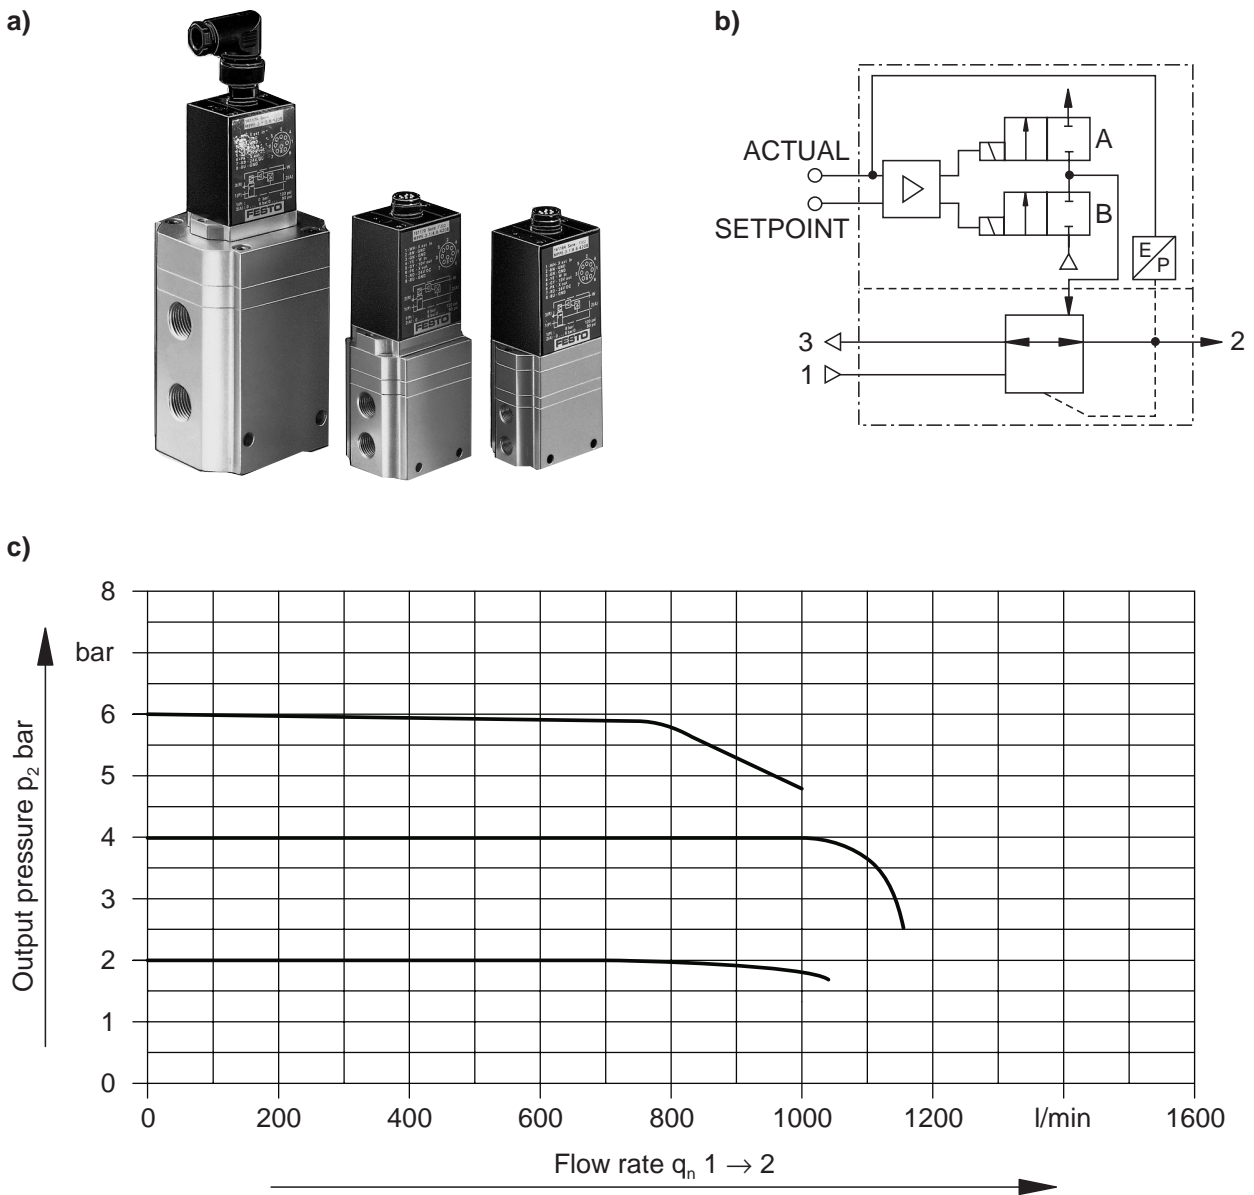 a)
FESTO
FESTO
FESTO
b)
ACTUAL
SETPOINT
A
B
E
P
3
1
2
c)
8
bar
6
5
4
3
2
1
0
Output pressure p₂ bar
0 200 400 600 800 1000 1200 l/min 1600
Flow rate qₙ 1 → 2